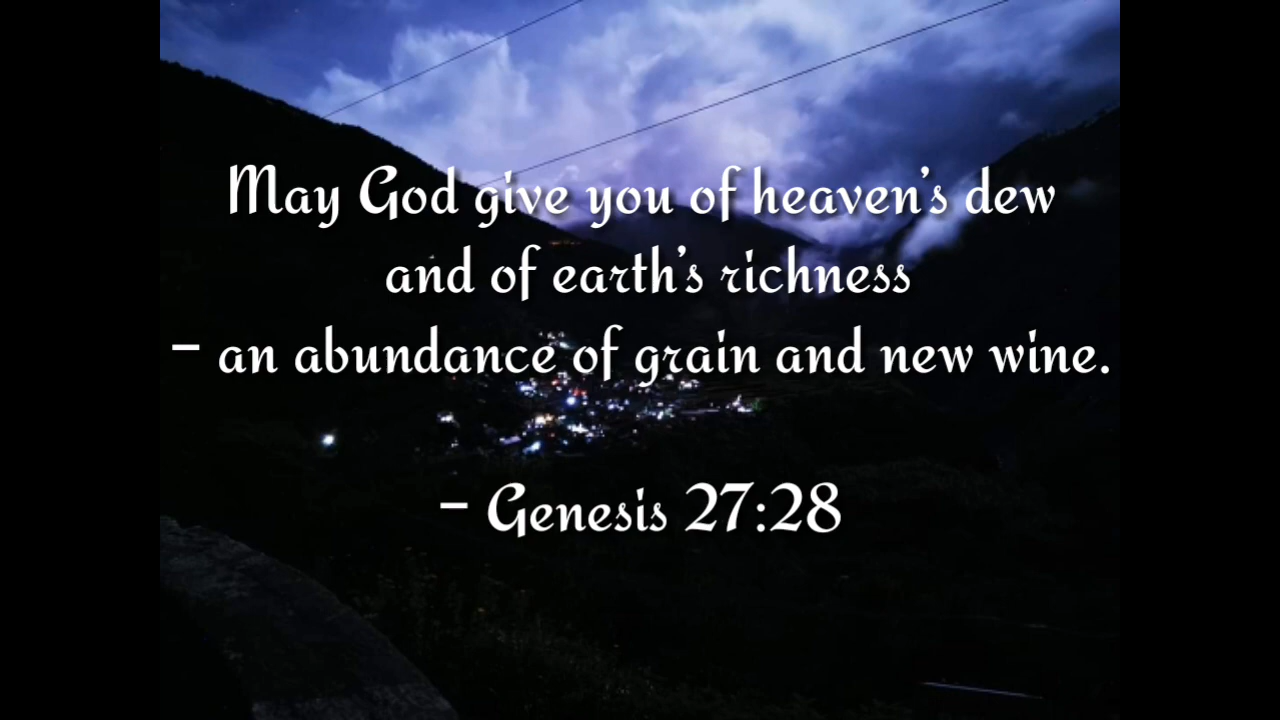 May God give you of heaven's dew
and of earth's richness
- an abundance of grain and new wine.
- Genesis 27:28